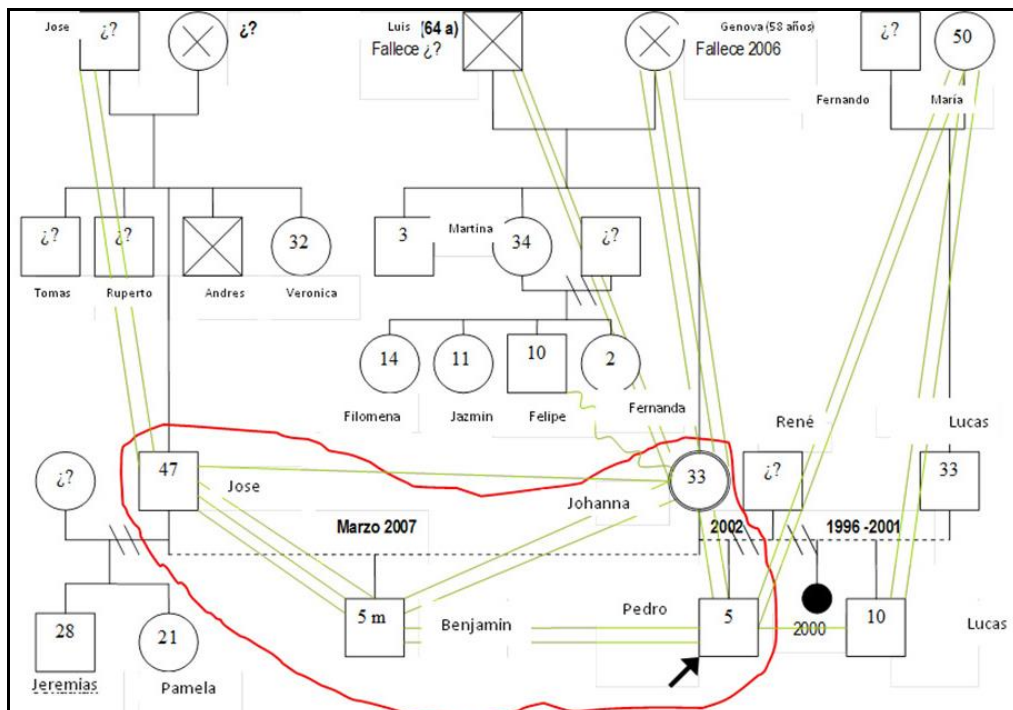 Jose ¿? ¿? Luis (64 a) Genova (58 años) ¿? 50
Fallece ¿? Fallece 2006
Fernando María
¿? ¿? 32 3 Martina 34 ¿?
Tomas Ruperto Andres Veronica
14 11 10 2
Filomena Jazmín Felipe Fernanda René Lucas
¿? 47 Jose 33 ¿? 33
Johanna
Marzo 2007 2002 1996 -2001
28 21 5 m Benjamín Pedro 5 2000 10 Lucas
Jeremías Pamela